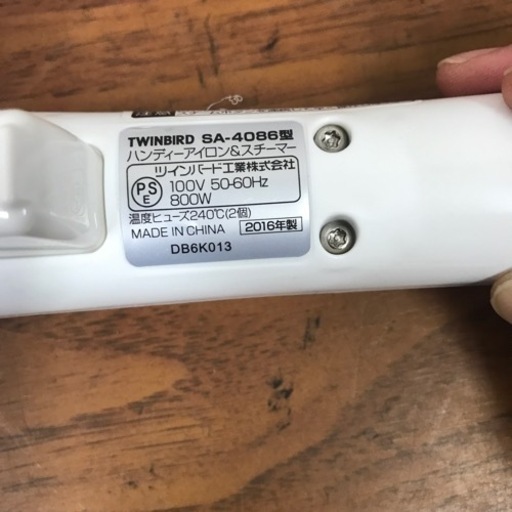 TWINBIRD SA-4086型
ハンディーアイロン&スチーマー
ツインバード工業株式会社
PS
E
100V 50-60Hz
800W
温度ヒューズ240℃(2個)
MADE IN CHINA 2016年製
DB6K013